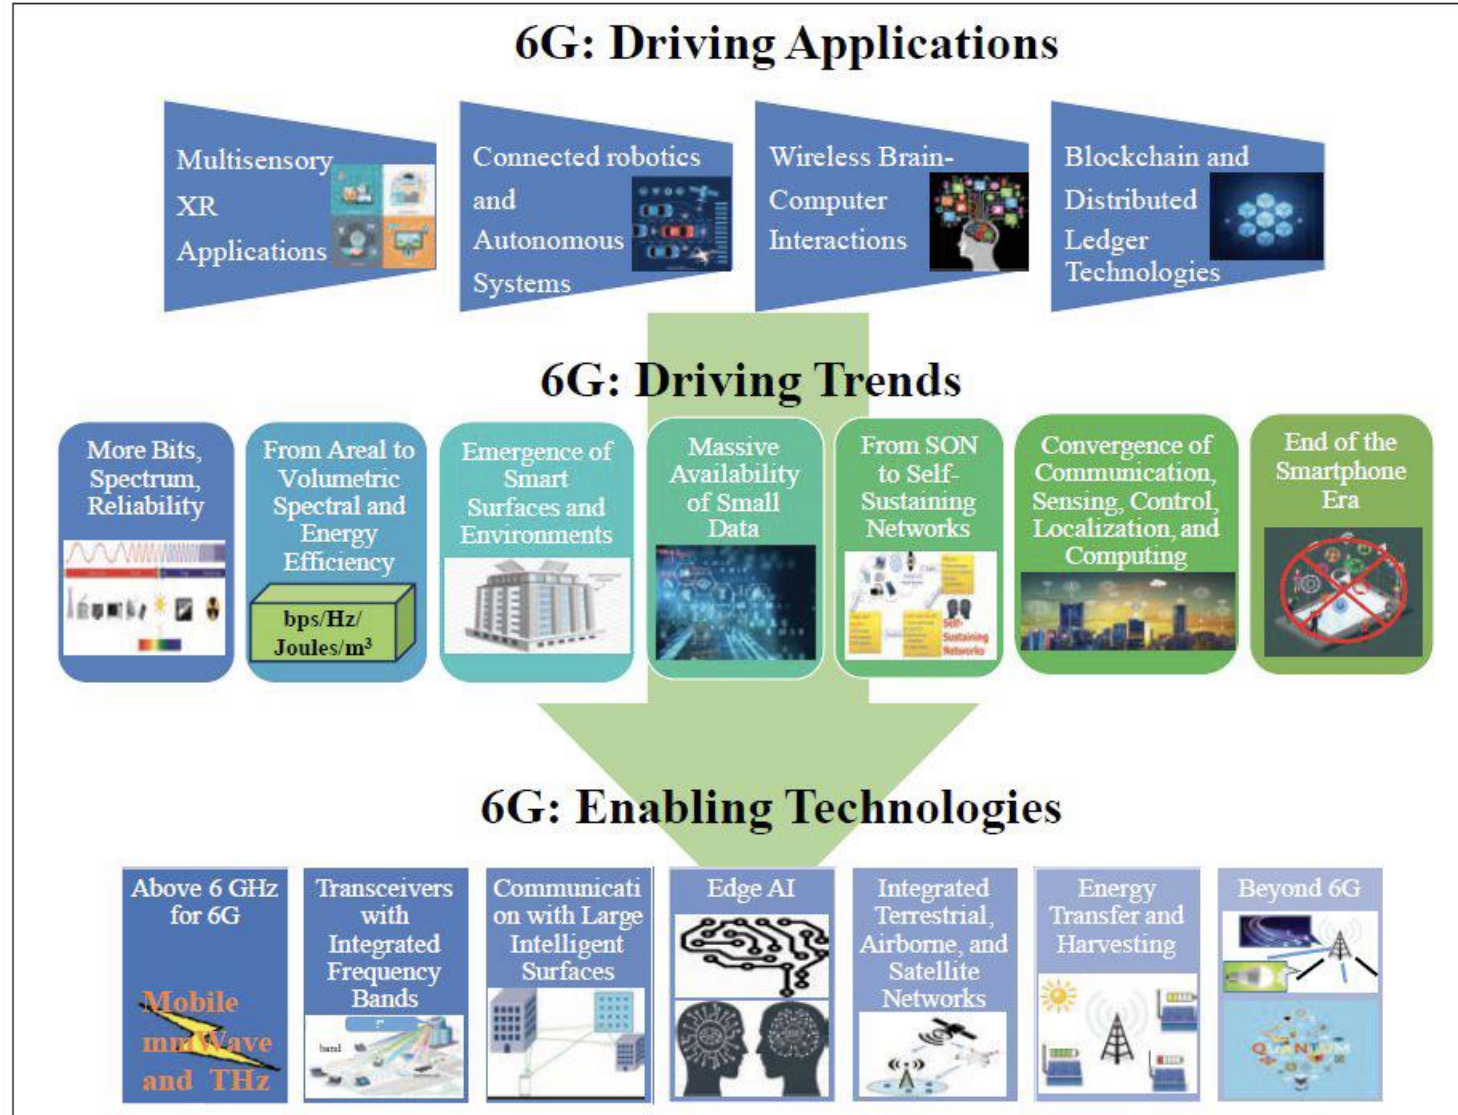 6G: Driving Applications
Multisensory
XR
Applications
Connected robotics
and
Autonomous
Systems
Wireless Brain-
Computer
Interactions
Blockchain and
Distributed
Ledger
Technologies
6G: Driving Trends
More Bits,
Spectrum,
Reliability
From Areal to
Volumetric
Spectral and
Energy
Efficiency
bps/Hz/
Joules/m³
Emergence of
Smart
Surfaces and
Environments
Massive
Availability
of Small
Data
From SON
to Self-
Sustaining
Networks
Self-
Sustaining
Networks
Convergence of
Communication,
Sensing, Control,
Localization, and
Computing
End of the
Smartphone
Era
6G: Enabling Technologies
Above 6 GHz
for 6G
Mobile
mmWave
and THz
Transceivers
with
Integrated
Frequency
Bands
band
Communicati
on with Large
Intelligent
Surfaces
Edge AI
Integrated
Terrestrial,
Airborne, and
Satellite
Networks
Energy
Transfer and
Harvesting
Beyond 6G
QUANTUM